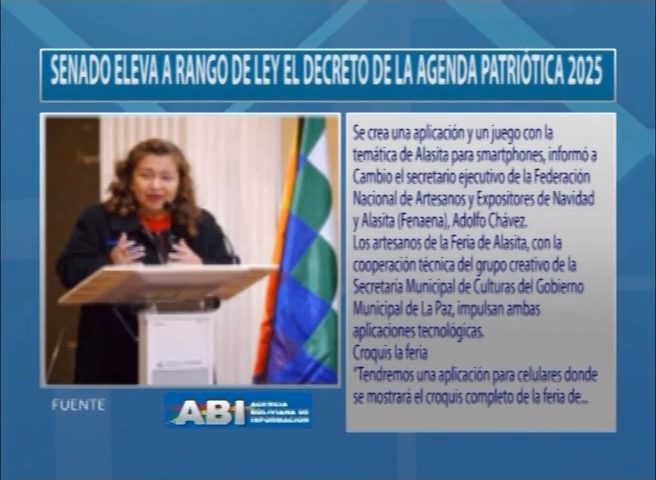 SENADO ELEVA A RANGO DE LEY EL DECRETO DE LA AGENDA PATRIÓTICA 2025
Se crea una aplicación y un juego con la
temática de Alasita para smartphones, informó a
Cambio el secretario ejecutivo de la Federación
Nacional de Artesanos y Expositores de Navidad
y Alasita (Fenaena), Adolfo Chávez.
Los artesanos de la Feria de Alasita, con la
cooperación técnica del grupo creativo de la
Secretaria Municipal de Culturas del Gobierno
Municipal de La Paz, impulsan ambas
aplicaciones tecnológicas.
Croquis la feria
"Tendremos una aplicación para celulares donde
se mostrará el croquis completo de la feria de...
FUENTE
ABI
AGENCIA
BOLIVIANA DE
INFORMACIÓN